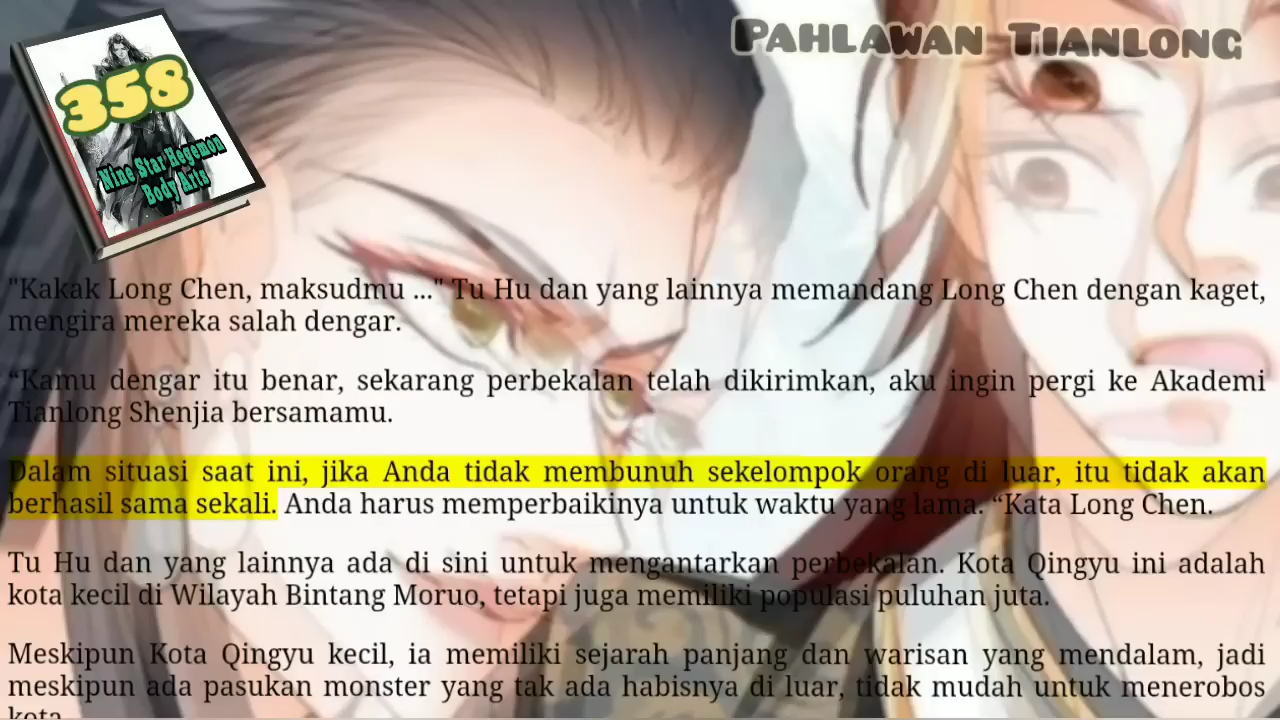 PAHLAWAN TIANLONG
358
Nine Star Hegemon
Body Arts
"Kakak Long Chen, maksudmu ..." Tu Hu dan yang lainnya memandang Long Chen dengan kaget,
mengira mereka salah dengar.
“Kamu dengar itu benar, sekarang perbekalan telah dikirimkan, aku ingin pergi ke Akademi
Tianlong Shenjia bersamamu.
Dalam situasi saat ini, jika Anda tidak membunuh sekelompok orang di luar, itu tidak akan
berhasil sama sekali. Anda harus memperbaikinya untuk waktu yang lama. “Kata Long Chen.
Tu Hu dan yang lainnya ada di sini untuk mengantarkan perbekalan. Kota Qingyu ini adalah
kota kecil di Wilayah Bintang Moruo, tetapi juga memiliki populasi puluhan juta.
Meskipun Kota Qingyu kecil, ia memiliki sejarah panjang dan warisan yang mendalam, jadi
meskipun ada pasukan monster yang tak ada habisnya di luar, tidak mudah untuk menerobos
kota.